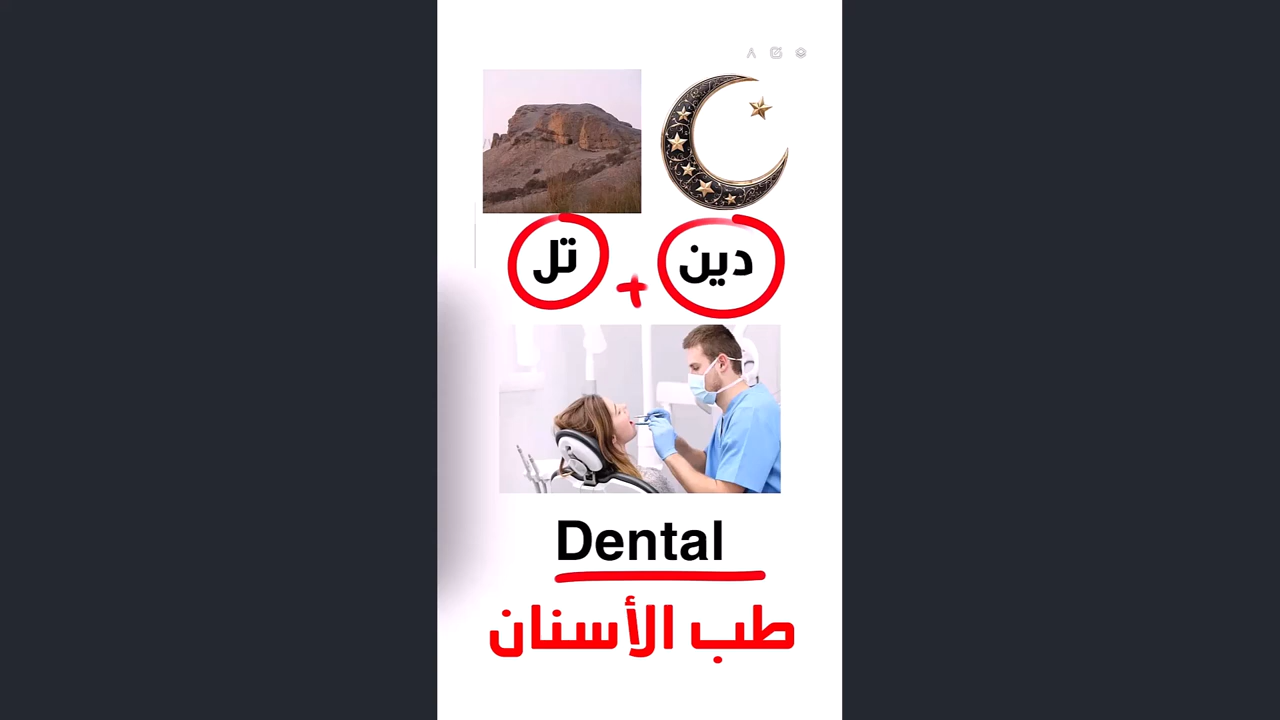 دين + تل
Dental
طب الأسنان